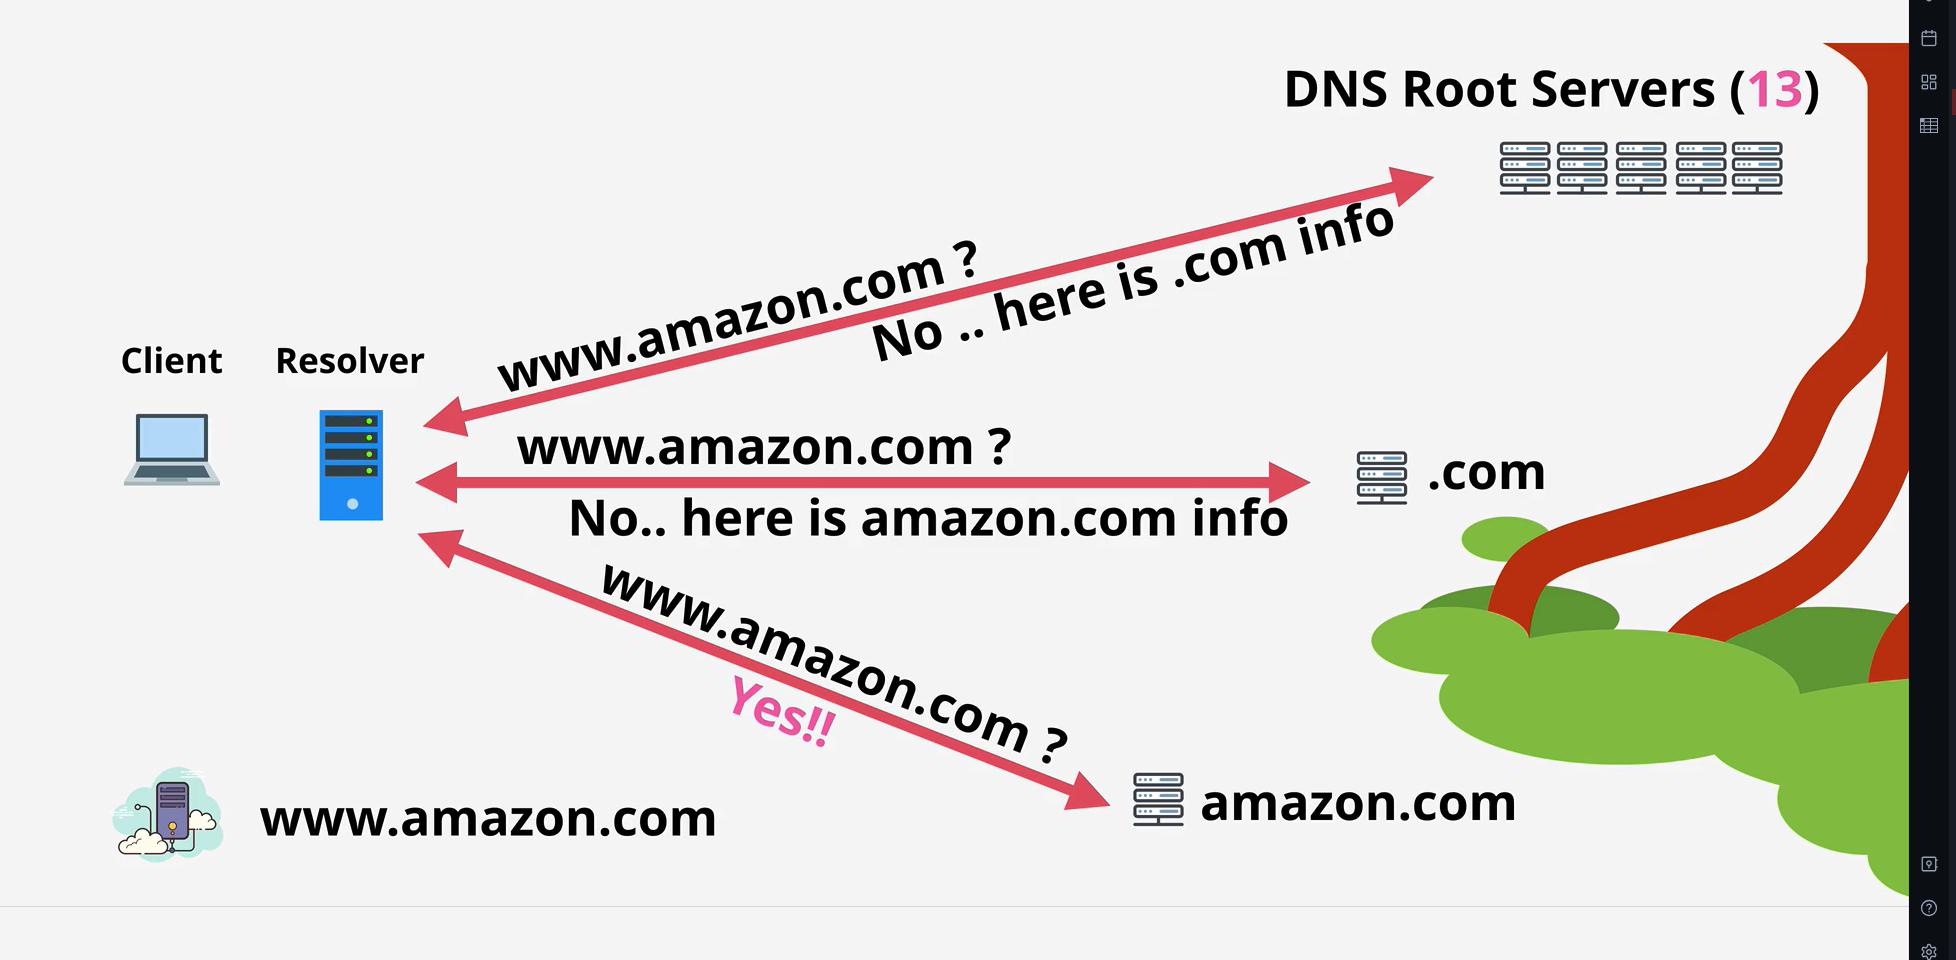 DNS Root Servers (13)
www.amazon.com ?
No .. here is .com info
Client
Resolver
www.amazon.com ?
.com
No.. here is amazon.com info
www.amazon.com ?
Yes!!
www.amazon.com
amazon.com